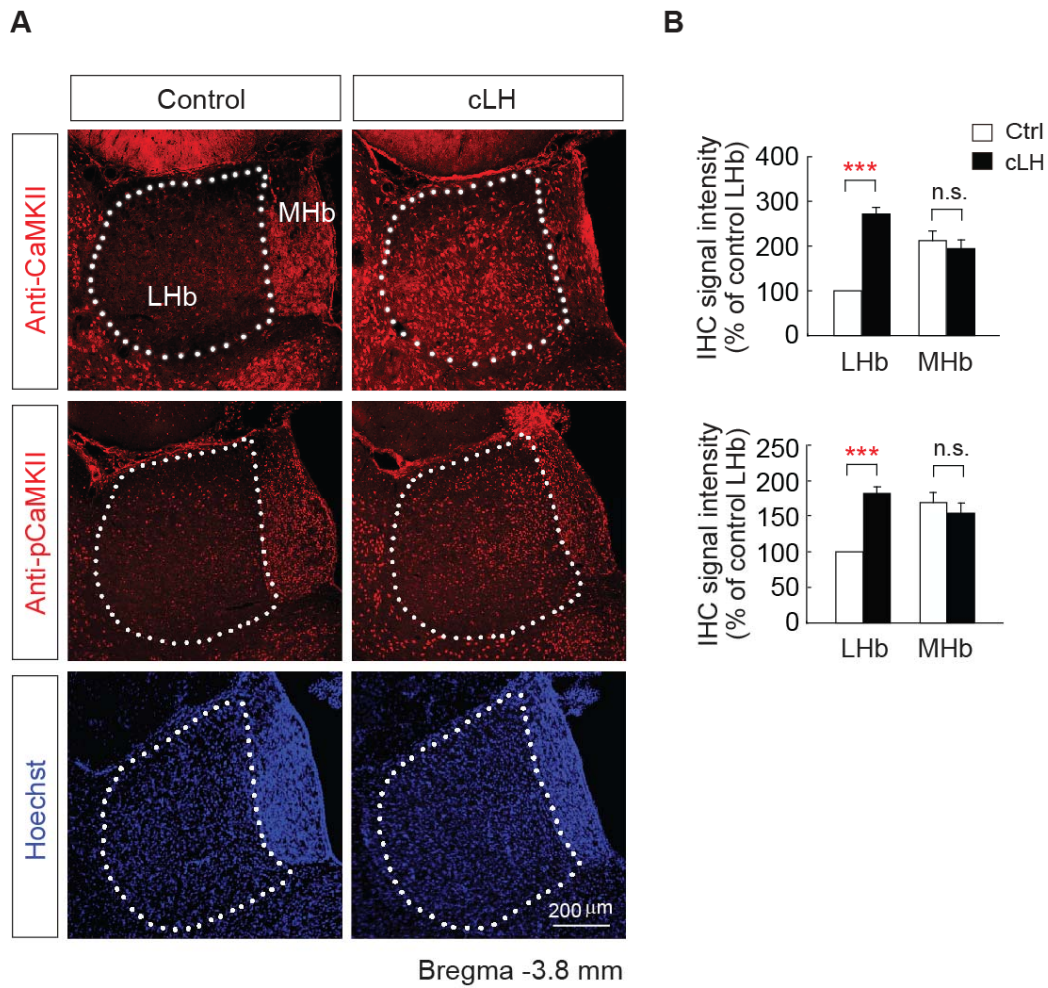 A
B
Control
cLH
Anti-CaMKII
MHb
LHb
Anti-pCaMKII
Hoechst
200 μm
Bregma -3.8 mm
Ctrl
cLH
IHC signal intensity
(% of control LHb)
400
300
200
100
0
***
n.s.
LHb
MHb
IHC signal intensity
(% of control LHb)
250
200
150
100
50
0
***
n.s.
LHb
MHb